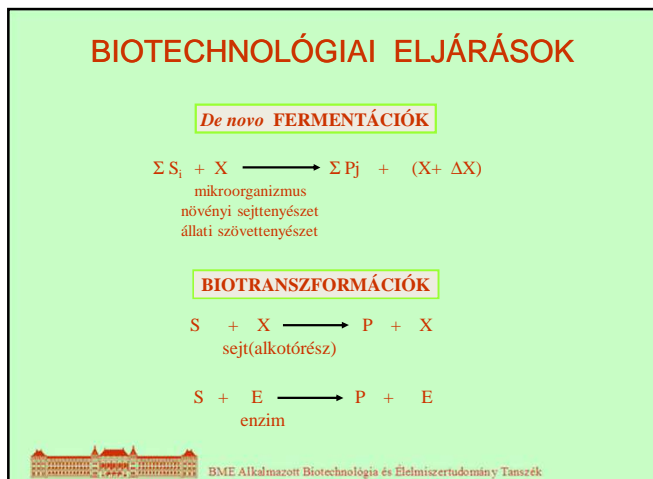 BIOTECHNOLÓGIAI ELJÁRÁSOK
De novo FERMENTÁCIÓK
Σ Si + X ⟶ Σ Pj + (X+ ΔX)
mikroorganizmus
növényi sejttenyészet
állati szövettenyészet
BIOTRANSZFORMÁCIÓK
S + X ⟶ P + X
sejt(alkotórész)
S + E ⟶ P + E
enzim
BME Alkalmazott Biotechnológia és Élelmiszertudomány Tanszék